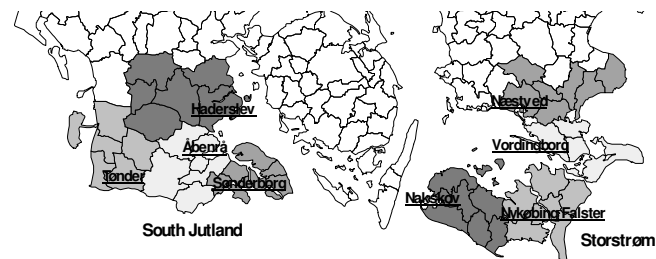 Haderslev
Åbenrå
Tønder
Sønderborg
South Jutland
Næstved
Vordingborg
Nakskov
Nykøbing Falster
Storstrøm